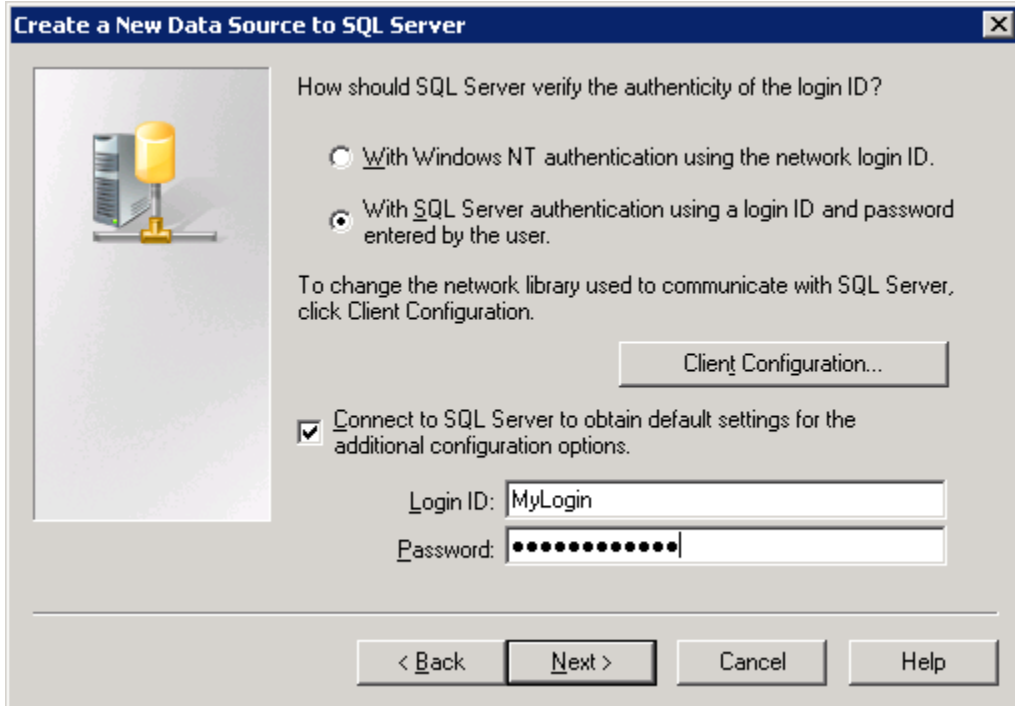 Create a New Data Source to SQL Server
How should SQL Server verify the authenticity of the login ID?
With Windows NT authentication using the network login ID.
With SQL Server authentication using a login ID and password
entered by the user.
To change the network library used to communicate with SQL Server,
click Client Configuration.
Client Configuration...
Connect to SQL Server to obtain default settings for the
additional configuration options.
Login ID: MyLogin
Password: ●●●●●●●●●●●●
< Back Next > Cancel Help